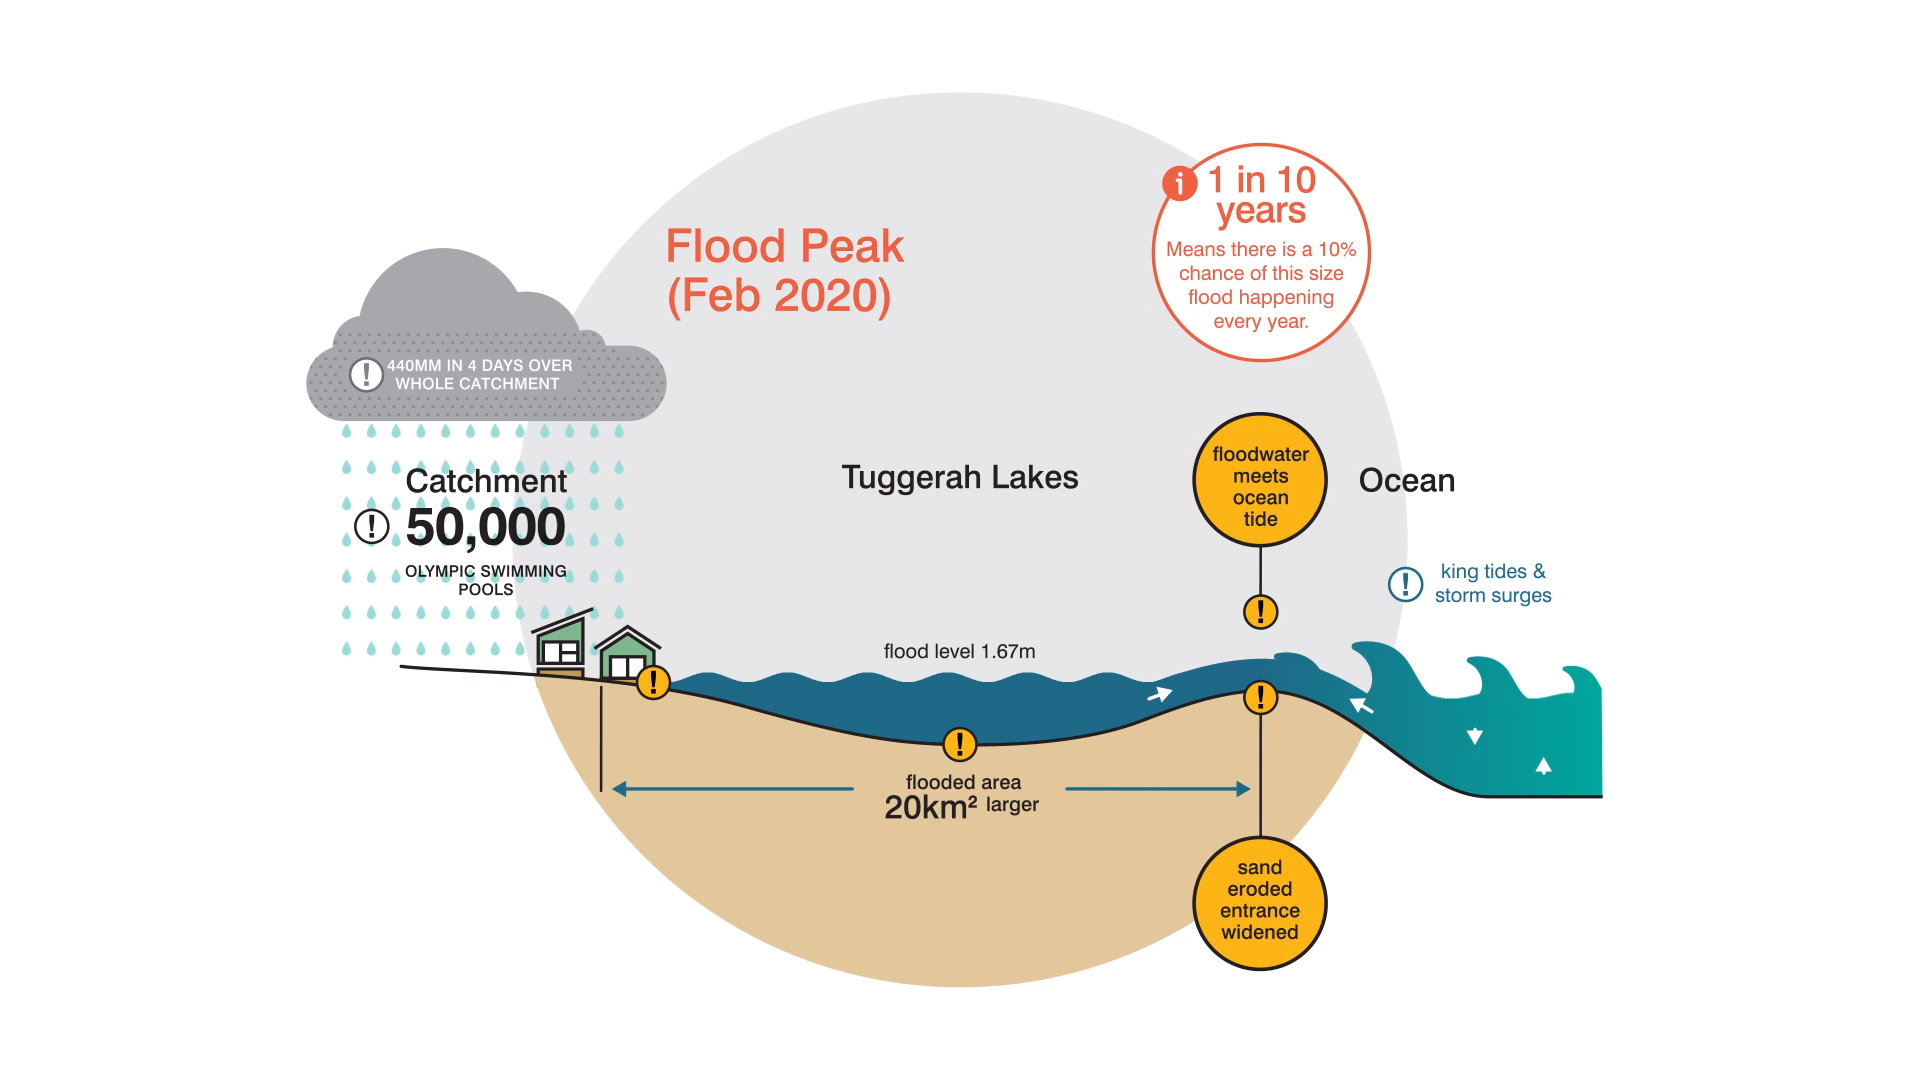 1 in 10
years
Means there is a 10%
chance of this size
flood happening
every year.
Flood Peak
(Feb 2020)
440MM IN 4 DAYS OVER
WHOLE CATCHMENT
Catchment
50,000
OLYMPIC SWIMMING
POOLS
Tuggerah Lakes
floodwater
meets
ocean
tide
Ocean
king tides &
storm surges
flood level 1.67m
flooded area
20km² larger
sand
eroded
entrance
widened